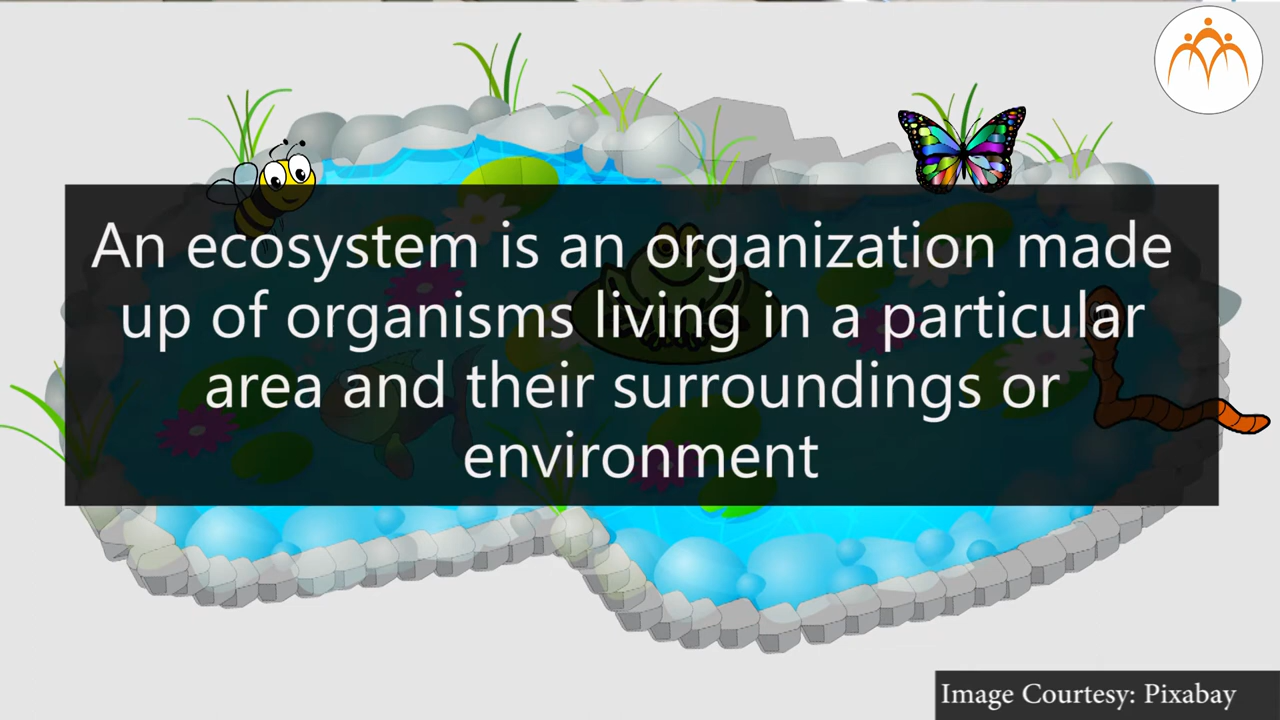 An ecosystem is an organization made
up of organisms living in a particular
area and their surroundings or
environment
Image Courtesy: Pixabay